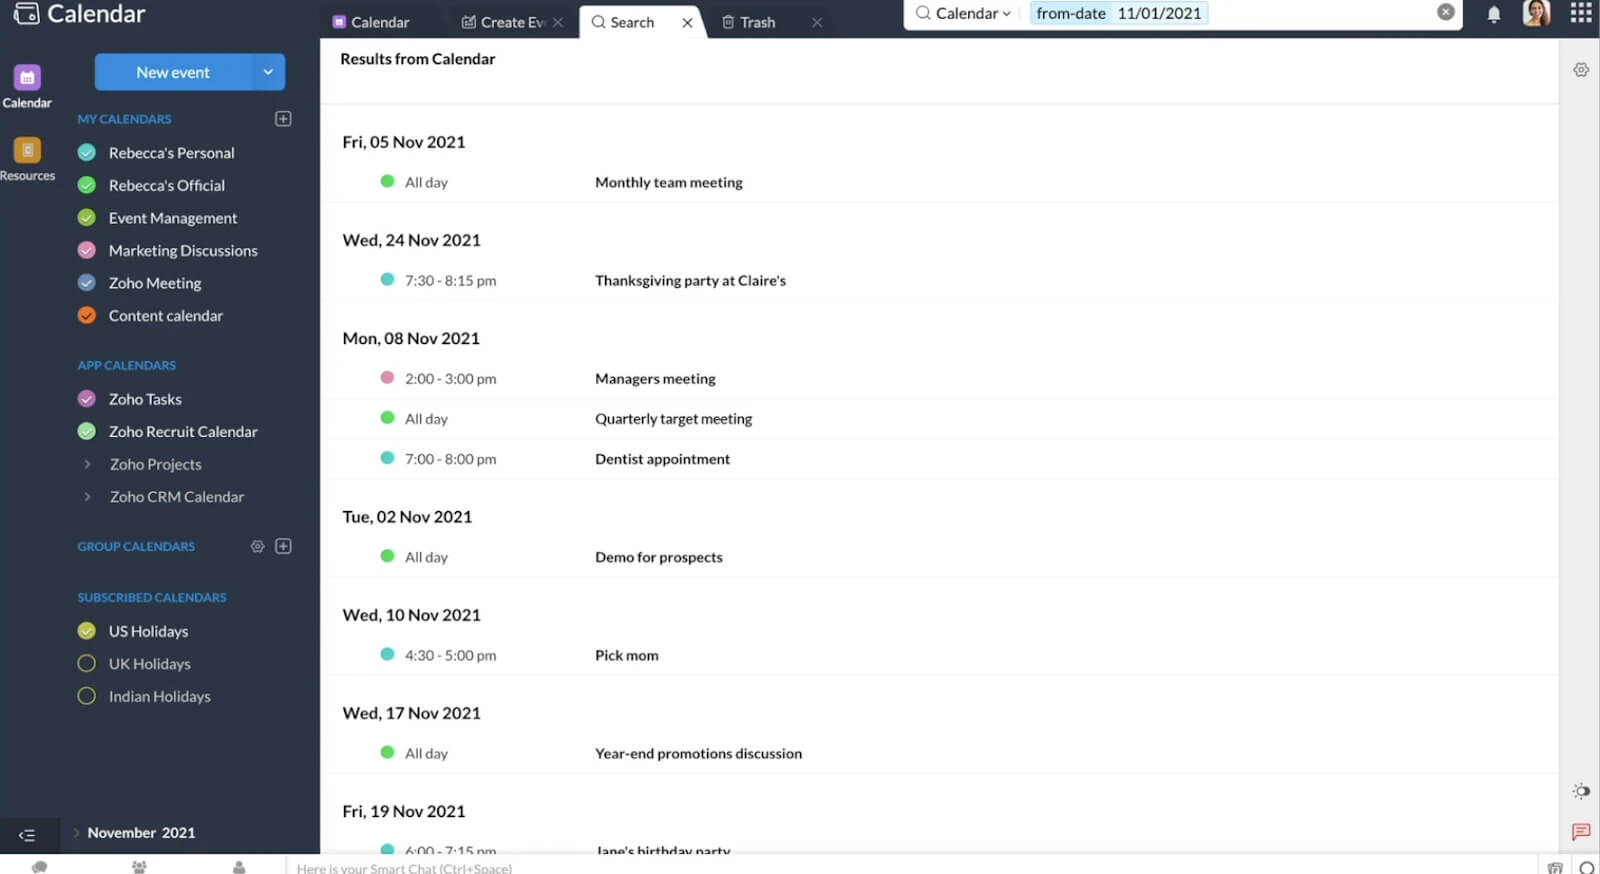 Calendar
Calendar
Create Ev
Search
Trash
Calendar
from-date 11/01/2021
New event
Calendar
Resources
MY CALENDARS
Rebecca's Personal
Rebecca's Official
Event Management
Marketing Discussions
Zoho Meeting
Content calendar
APP CALENDARS
Zoho Tasks
Zoho Recruit Calendar
Zoho Projects
Zoho CRM Calendar
GROUP CALENDARS
SUBSCRIBED CALENDARS
US Holidays
UK Holidays
Indian Holidays
November 2021
Results from Calendar
Fri, 05 Nov 2021
All day Monthly team meeting
Wed, 24 Nov 2021
7:30 - 8:15 pm Thanksgiving party at Claire's
Mon, 08 Nov 2021
2:00 - 3:00 pm Managers meeting
All day Quarterly target meeting
7:00 - 8:00 pm Dentist appointment
Tue, 02 Nov 2021
All day Demo for prospects
Wed, 10 Nov 2021
4:30 - 5:00 pm Pick mom
Wed, 17 Nov 2021
All day Year-end promotions discussion
Fri, 19 Nov 2021
6:00 - 7:15 pm Jane's birthday party
Here is your Smart Chat (Ctrl+Space)